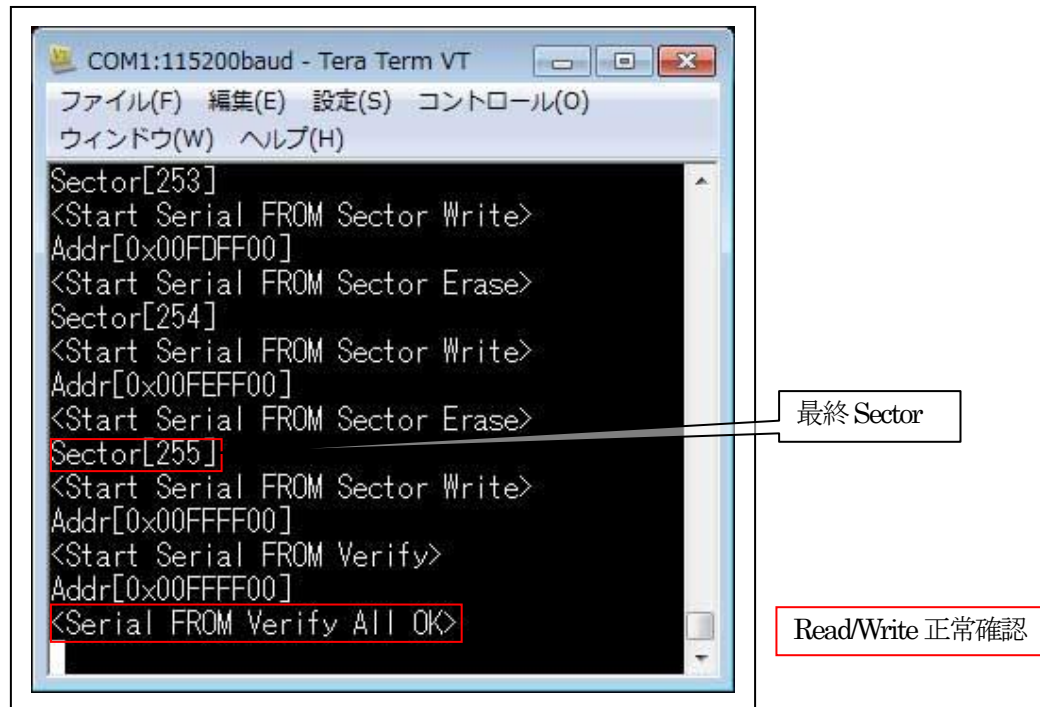 COM1:115200baud - Tera Term VT
ファイル(F) 編集(E) 設定(S) コントロール(O)
ウィンドウ(W) ヘルプ(H)
Sector[253]
<Start Serial FROM Sector Write>
Addr[0x00FDFF00]
<Start Serial FROM Sector Erase>
Sector[254]
<Start Serial FROM Sector Write>
Addr[0x00FEFF00]
<Start Serial FROM Sector Erase>
Sector[255]
<Start Serial FROM Sector Write>
Addr[0x00FFFF00]
<Start Serial FROM Verify>
Addr[0x00FFFF00]
<Serial FROM Verify All OK>
最終 Sector
Read/Write 正常確認